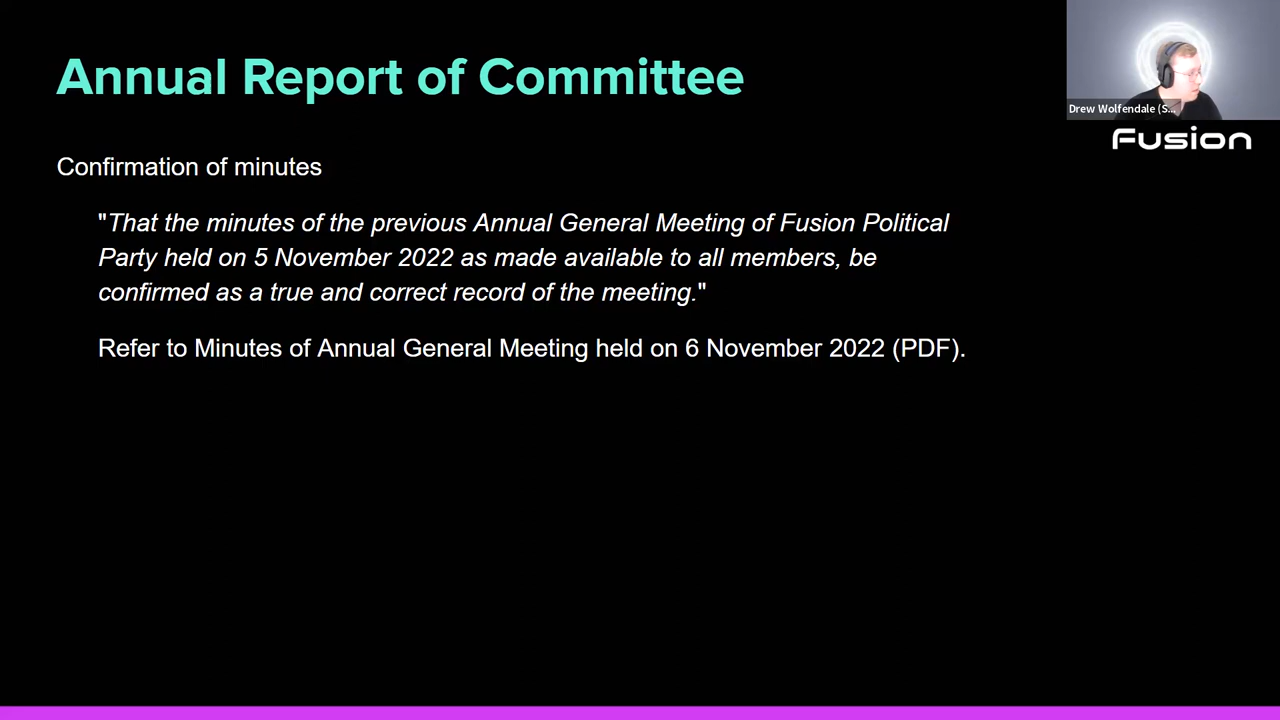 Annual Report of Committee
Drew Wolfendale (S...
Fusion
Confirmation of minutes
"That the minutes of the previous Annual General Meeting of Fusion Political
Party held on 5 November 2022 as made available to all members, be
confirmed as a true and correct record of the meeting."
Refer to Minutes of Annual General Meeting held on 6 November 2022 (PDF).